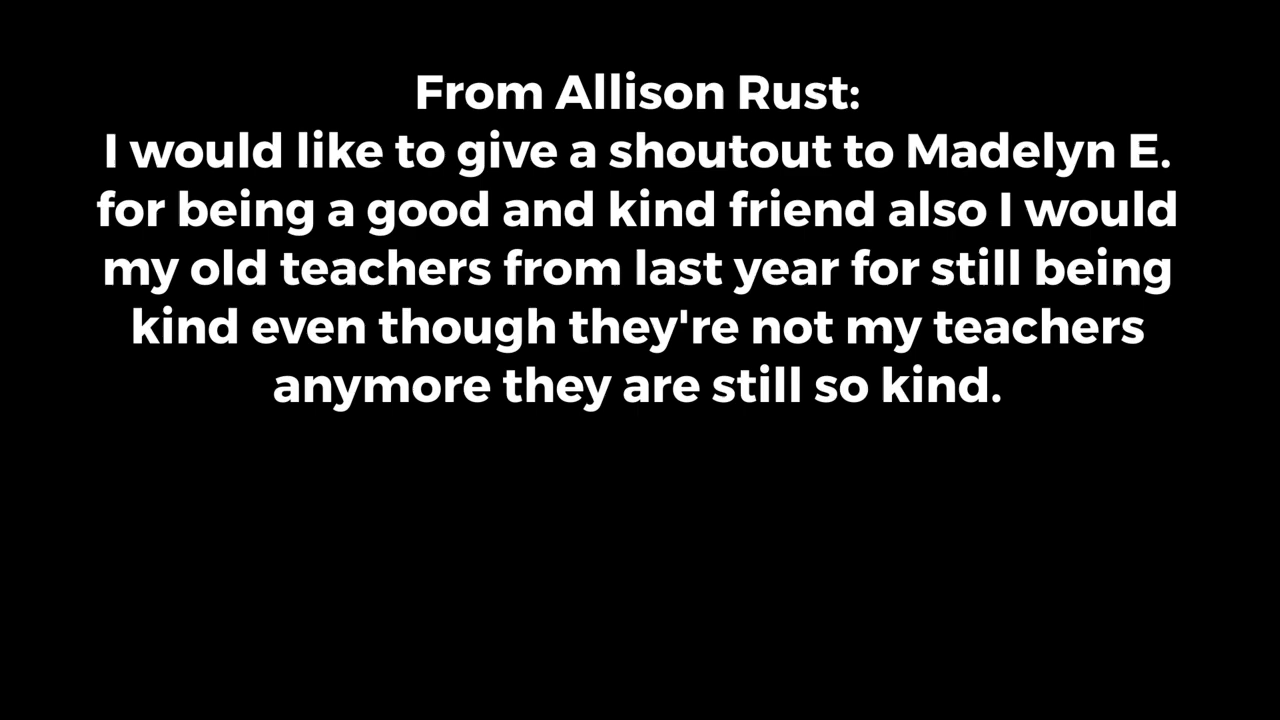 From Allison Rust:
I would like to give a shoutout to Madelyn E.
for being a good and kind friend also I would
my old teachers from last year for still being
kind even though they're not my teachers
anymore they are still so kind.